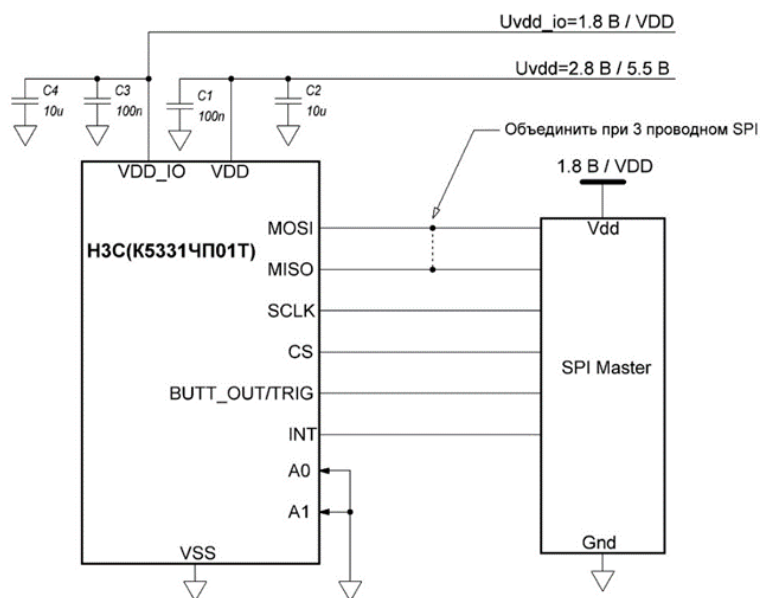 Uvdd_io=1.8 В / VDD
Uvdd=2.8 В / 5.5 В
C4
10u
C3
100n
C1
100n
C2
10u
Объединить при 3 проводном SPI
1.8 В / VDD
VDD_IO
VDD
MOSI
Vdd
Н3С(К5331ЧП01Т)
MISO
SCLK
CS
SPI Master
BUTT_OUT/TRIG
INT
A0
A1
VSS
Gnd